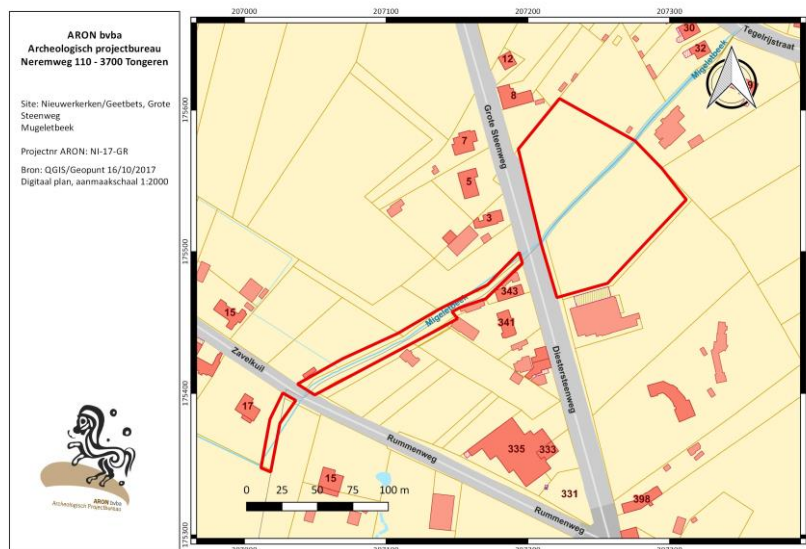 ARON bvba
Archeologisch projectbureau
Neremweg 110 - 3700 Tongeren
Site: Nieuwerkerken/Geetbets, Grote
Steenweg
Mugeletbeek
Projectnr ARON: NI-17-GR
Bron: QGIS/Geopunt 16/10/2017
Digitaal plan, aanmaakschaal 1:2000
ARON bvba
Archeologisch Projectbureau
207000
207100
207200
207300
175600
175500
175400
175300
30
32
Tegelrijstraat
Migeletbeek
12
8
Grote Steenweg
7
5
3
Migeletbeek
343
341
15
Zavelkuil
Diestersteenweg
17
Rummenweg
335
333
15
331
398
Rummenweg
0 25 50 75 100 m